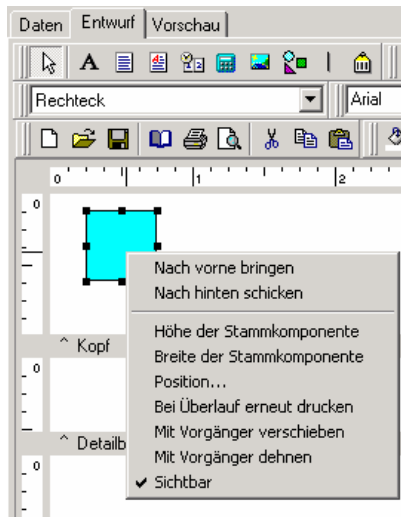 Daten Entwurf Vorschau
A
Rechteck Arial
0 1 2
0
Nach vorne bringen
Nach hinten schicken
Höhe der Stammkomponente
^ Kopf
Breite der Stammkomponente
0
Position...
Bei Überlauf erneut drucken
Mit Vorgänger verschieben
^ Detailb
Mit Vorgänger dehnen
0
Sichtbar